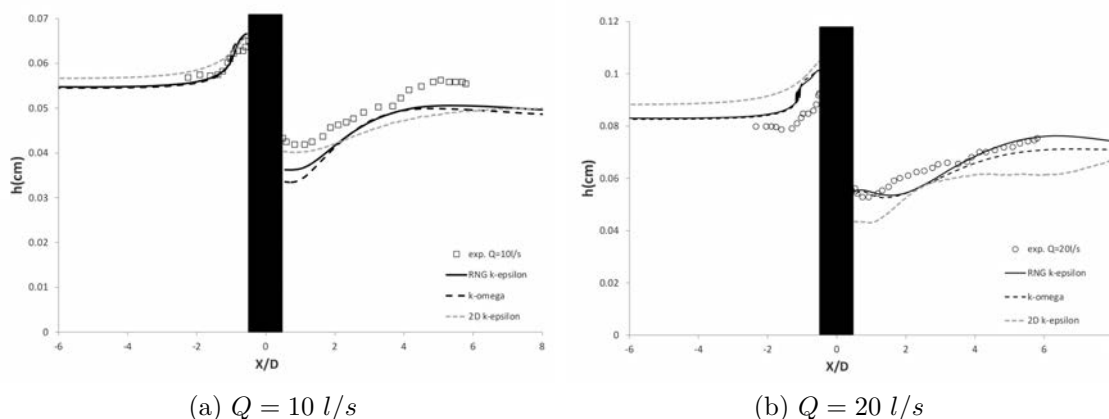 0.07
0.06
0.05
0.04
0.03
0.02
0.01
0
h(cm)
-6
-4
-2
0
2
4
6
8
X/D
exp. Q=10l/s
RNG k-epsilon
k-omega
2D k-epsilon
(a) Q = 10 l/s
0.12
0.1
0.08
0.06
0.04
0.02
0
h(cm)
-6
-4
-2
0
2
4
6
X/D
exp. Q=20l/s
RNG k-epsilon
k-omega
2D k-epsilon
(b) Q = 20 l/s